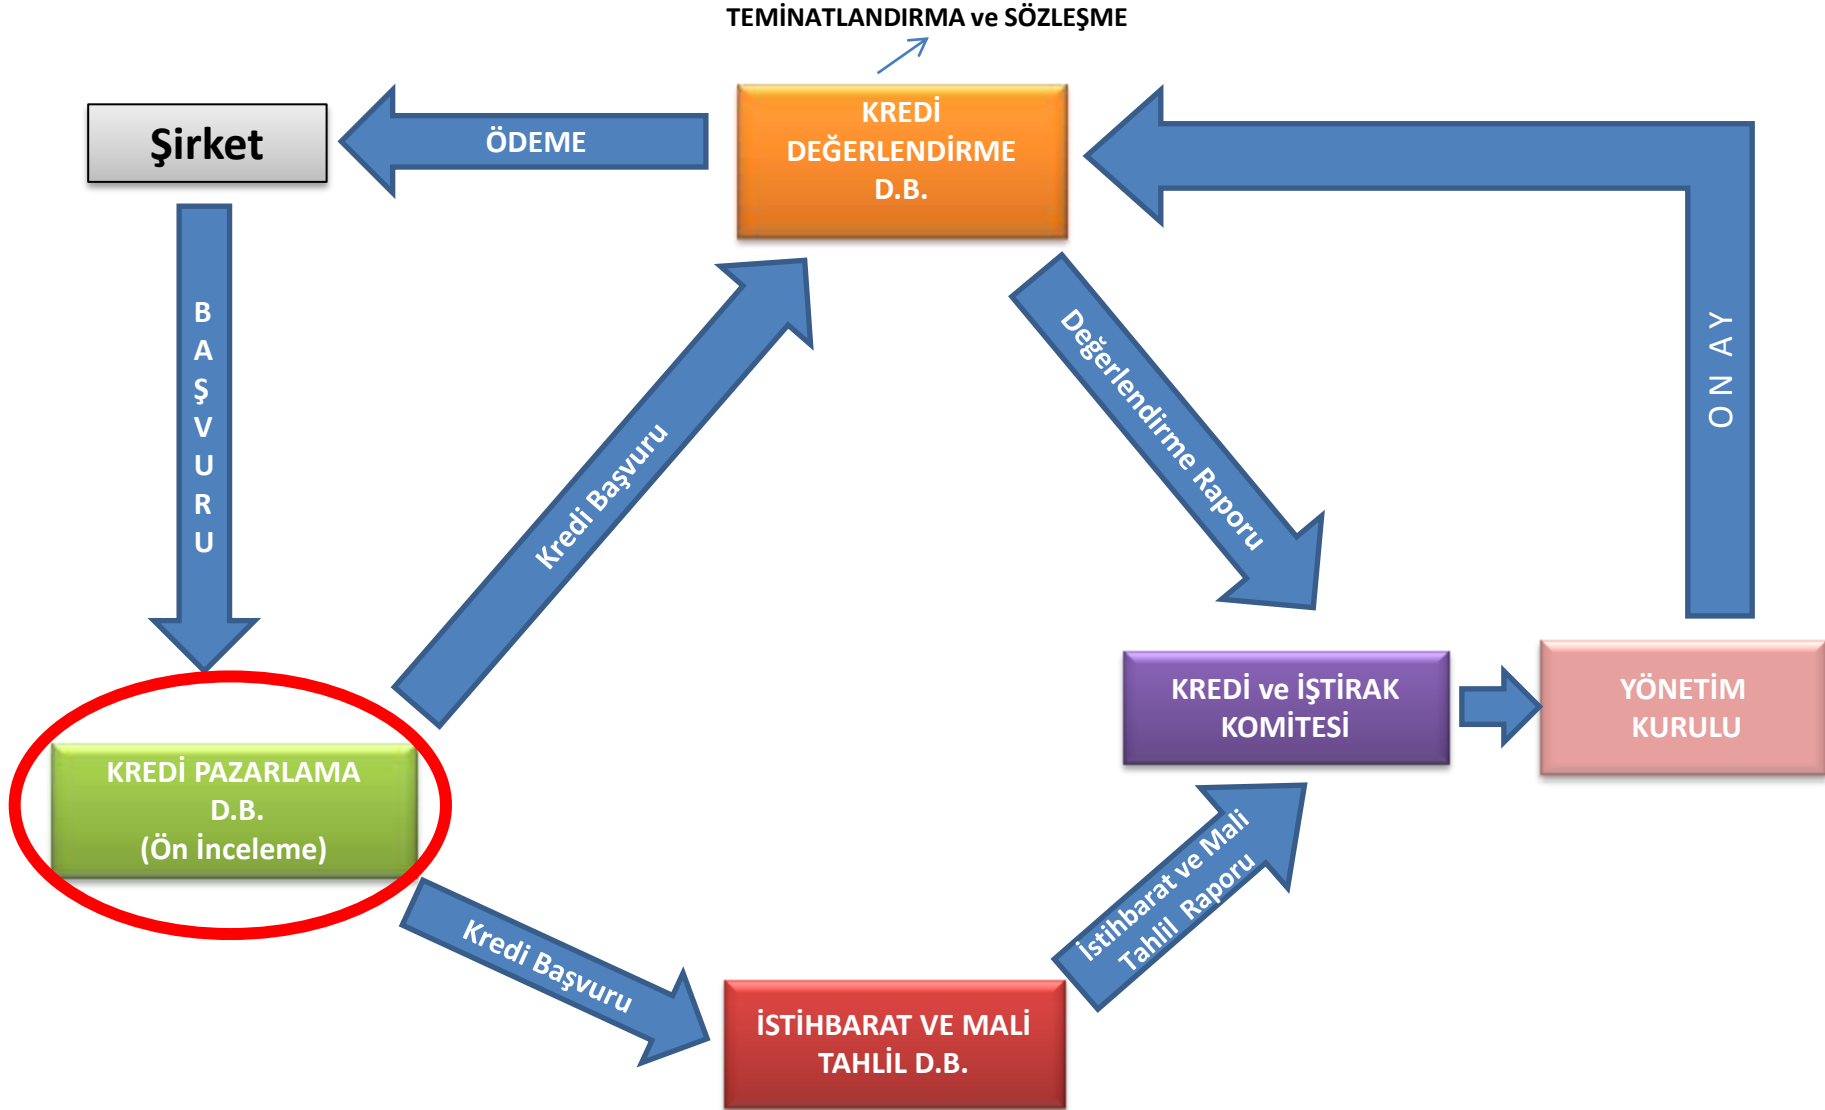 TEMİNATLANDIRMA ve SÖZLEŞME
Şirket
ÖDEME
KREDİ
DEĞERLENDİRME
D.B.
BAŞVURU
Kredi Başvuru
Değerlendirme Raporu
ON AY
KREDİ PAZARLAMA
D.B.
(Ön İnceleme)
KREDİ ve İŞTİRAK
KOMİTESİ
YÖNETİM
KURULU
Kredi Başvuru
İstihbarat ve Mali
Tahlil Raporu
İSTİHBARAT VE MALİ
TAHLİL D.B.